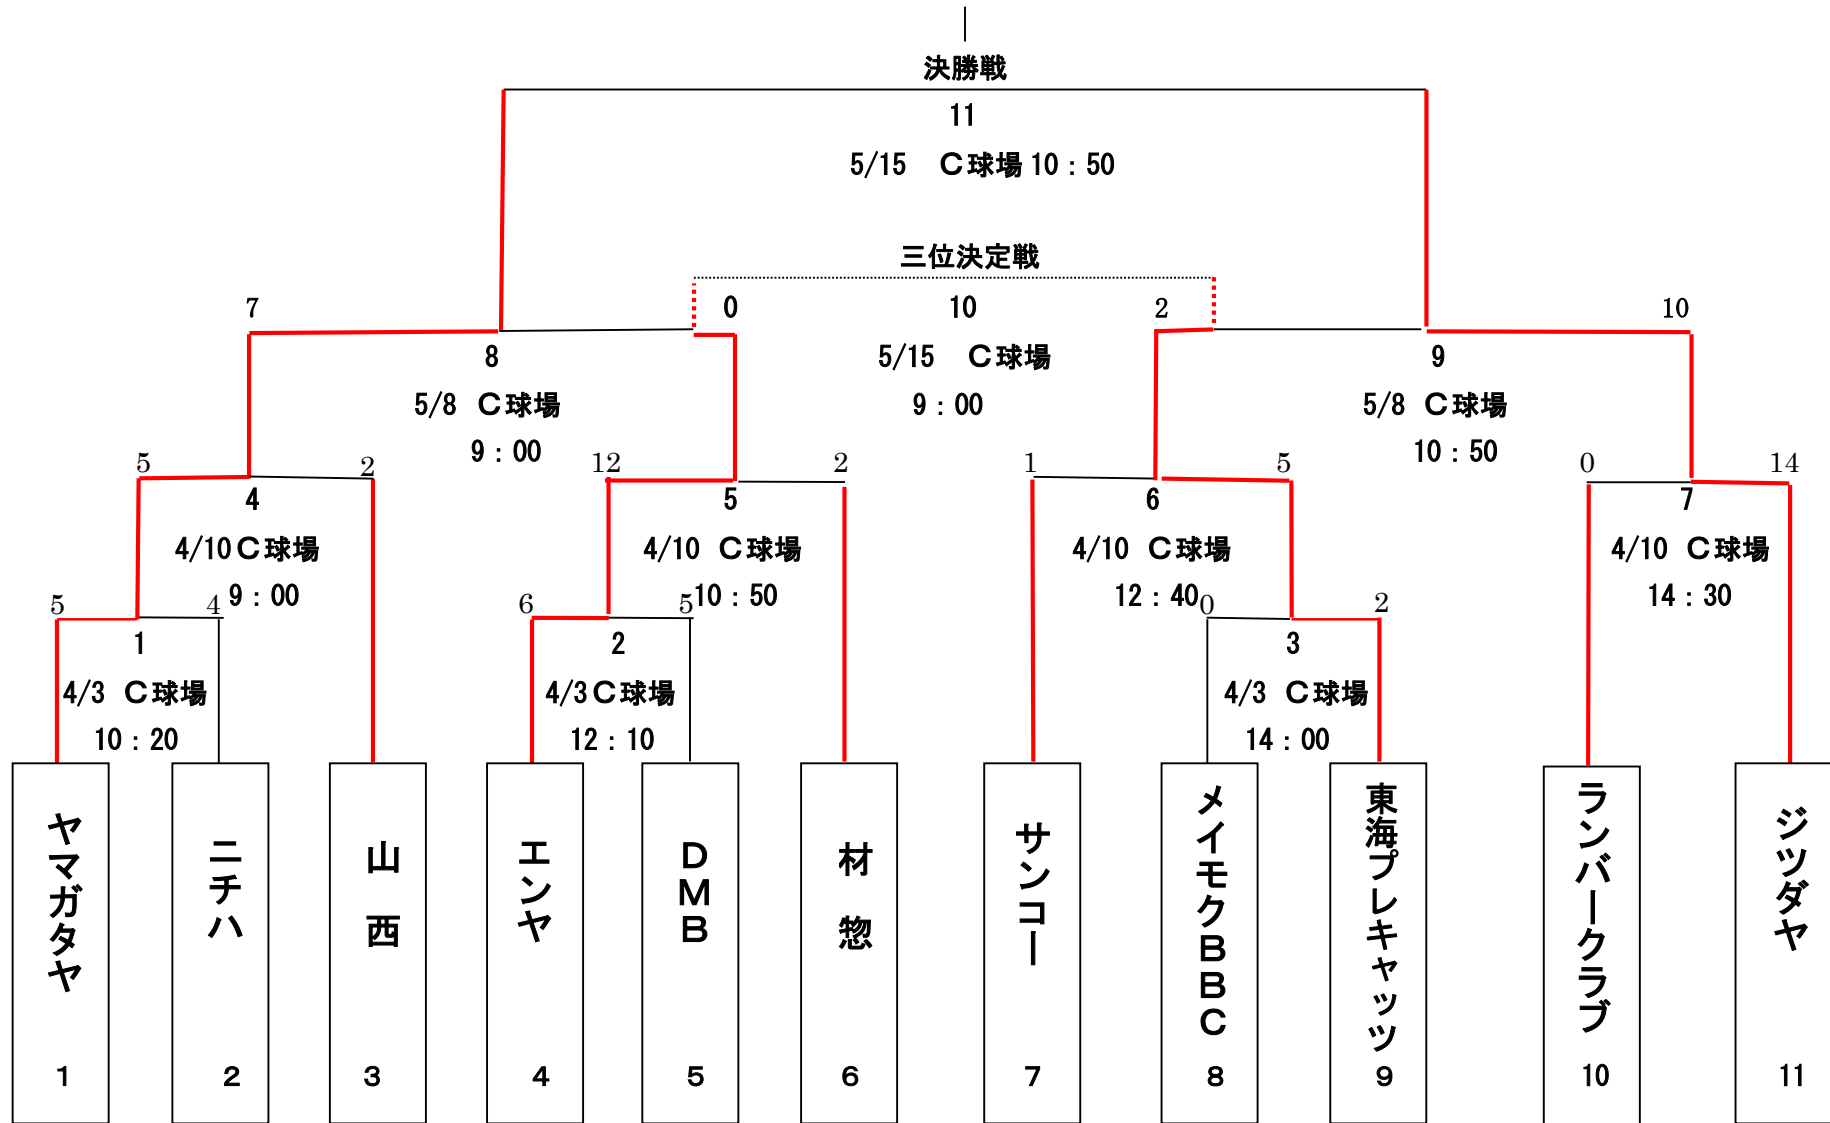 決勝戦
11
5/15　C球場 10：50
三位決定戦
7
0
10
2
10
8
5/15　C球場
9
5/8　C球場
9：00
5/8　C球場
9：00
10：50
5
2
12
2
1
5
0
14
4
5
6
7
4/10 C球場
4/10　C球場
4/10　C球場
4/10　C球場
9：00
10：50
12：40
14：30
5
4
6
5
0
2
1
2
3
4/3　C球場
4/3 C球場
4/3　C球場
10：20
12：10
14：00
ヤマガタヤ
ニチハ
山西
エンヤ
DMB
材惣
サンコー
メイモクBBC
東海プレキャッツ
ランバークラブ
ジツダヤ
1
2
3
4
5
6
7
8
9
10
11